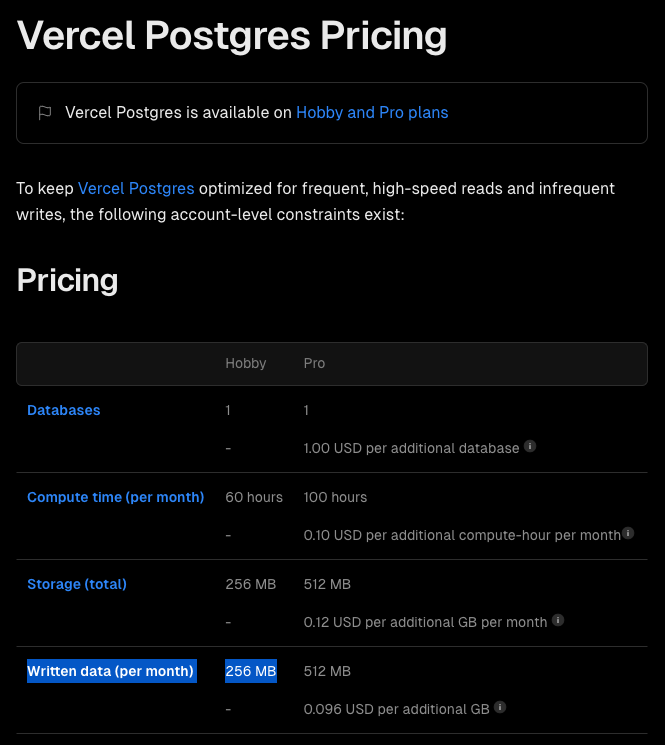 Vercel Postgres Pricing
Vercel Postgres is available on Hobby and Pro plans
To keep Vercel Postgres optimized for frequent, high-speed reads and infrequent
writes, the following account-level constraints exist:
Pricing
Hobby Pro
Databases 1 1
- 1.00 USD per additional database
Compute time (per month) 60 hours 100 hours
- 0.10 USD per additional compute-hour per month
Storage (total) 256 MB 512 MB
- 0.12 USD per additional GB per month
Written data (per month) 256 MB 512 MB
- 0.096 USD per additional GB